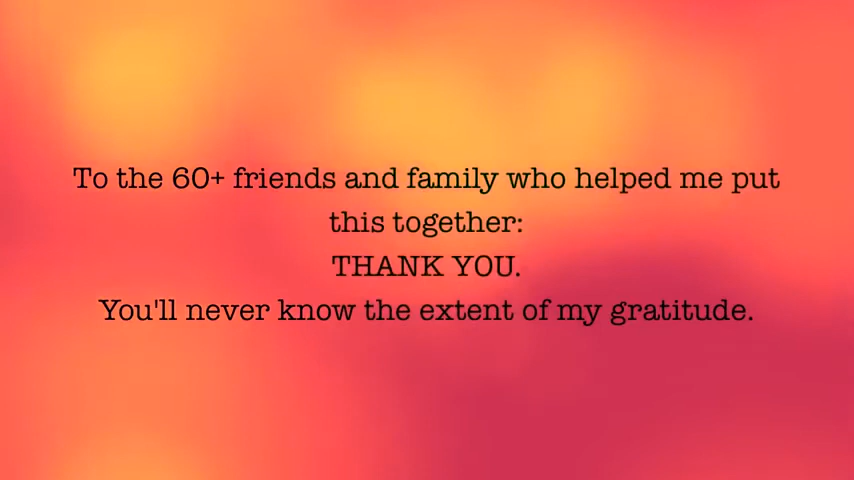 To the 60+ friends and family who helped me put
this together:
THANK YOU.
You'll never know the extent of my gratitude.